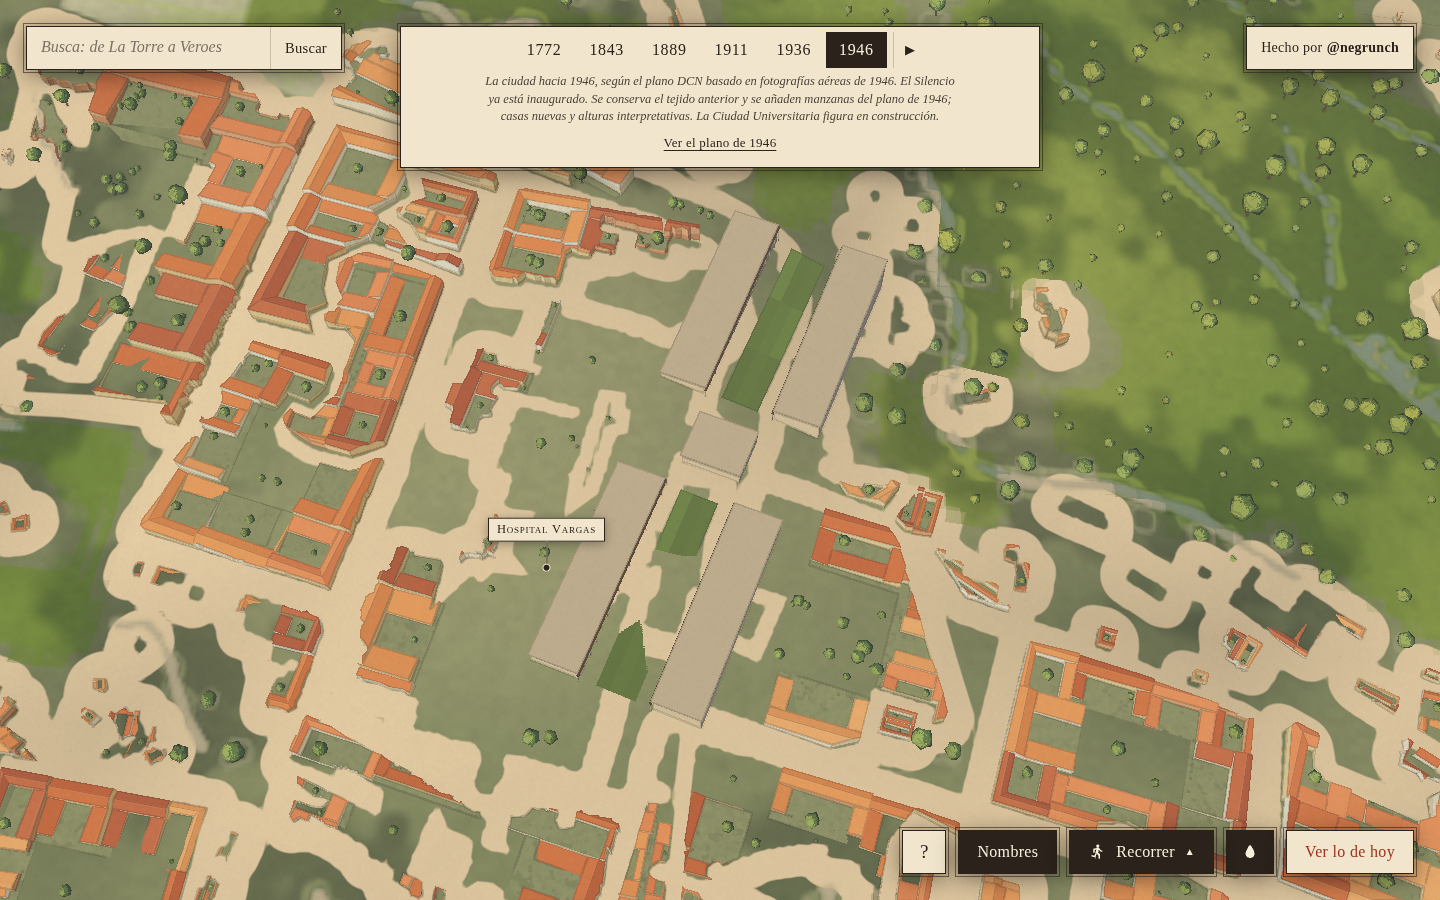 Busca: de La Torre a Veroes
Buscar
1772 1843 1889 1911 1936 1946 ▶
La ciudad hacia 1946, según el plano DCN basado en fotografías aéreas de 1946. El Silencio
ya está inaugurado. Se conserva el tejido anterior y se añaden manzanas del plano de 1946;
casas nuevas y alturas interpretativas. La Ciudad Universitaria figura en construcción.
Ver el plano de 1946
Hecho por @negrunch
Hospital Vargas
?
Nombres
Recorrer ▲
Ver lo de hoy